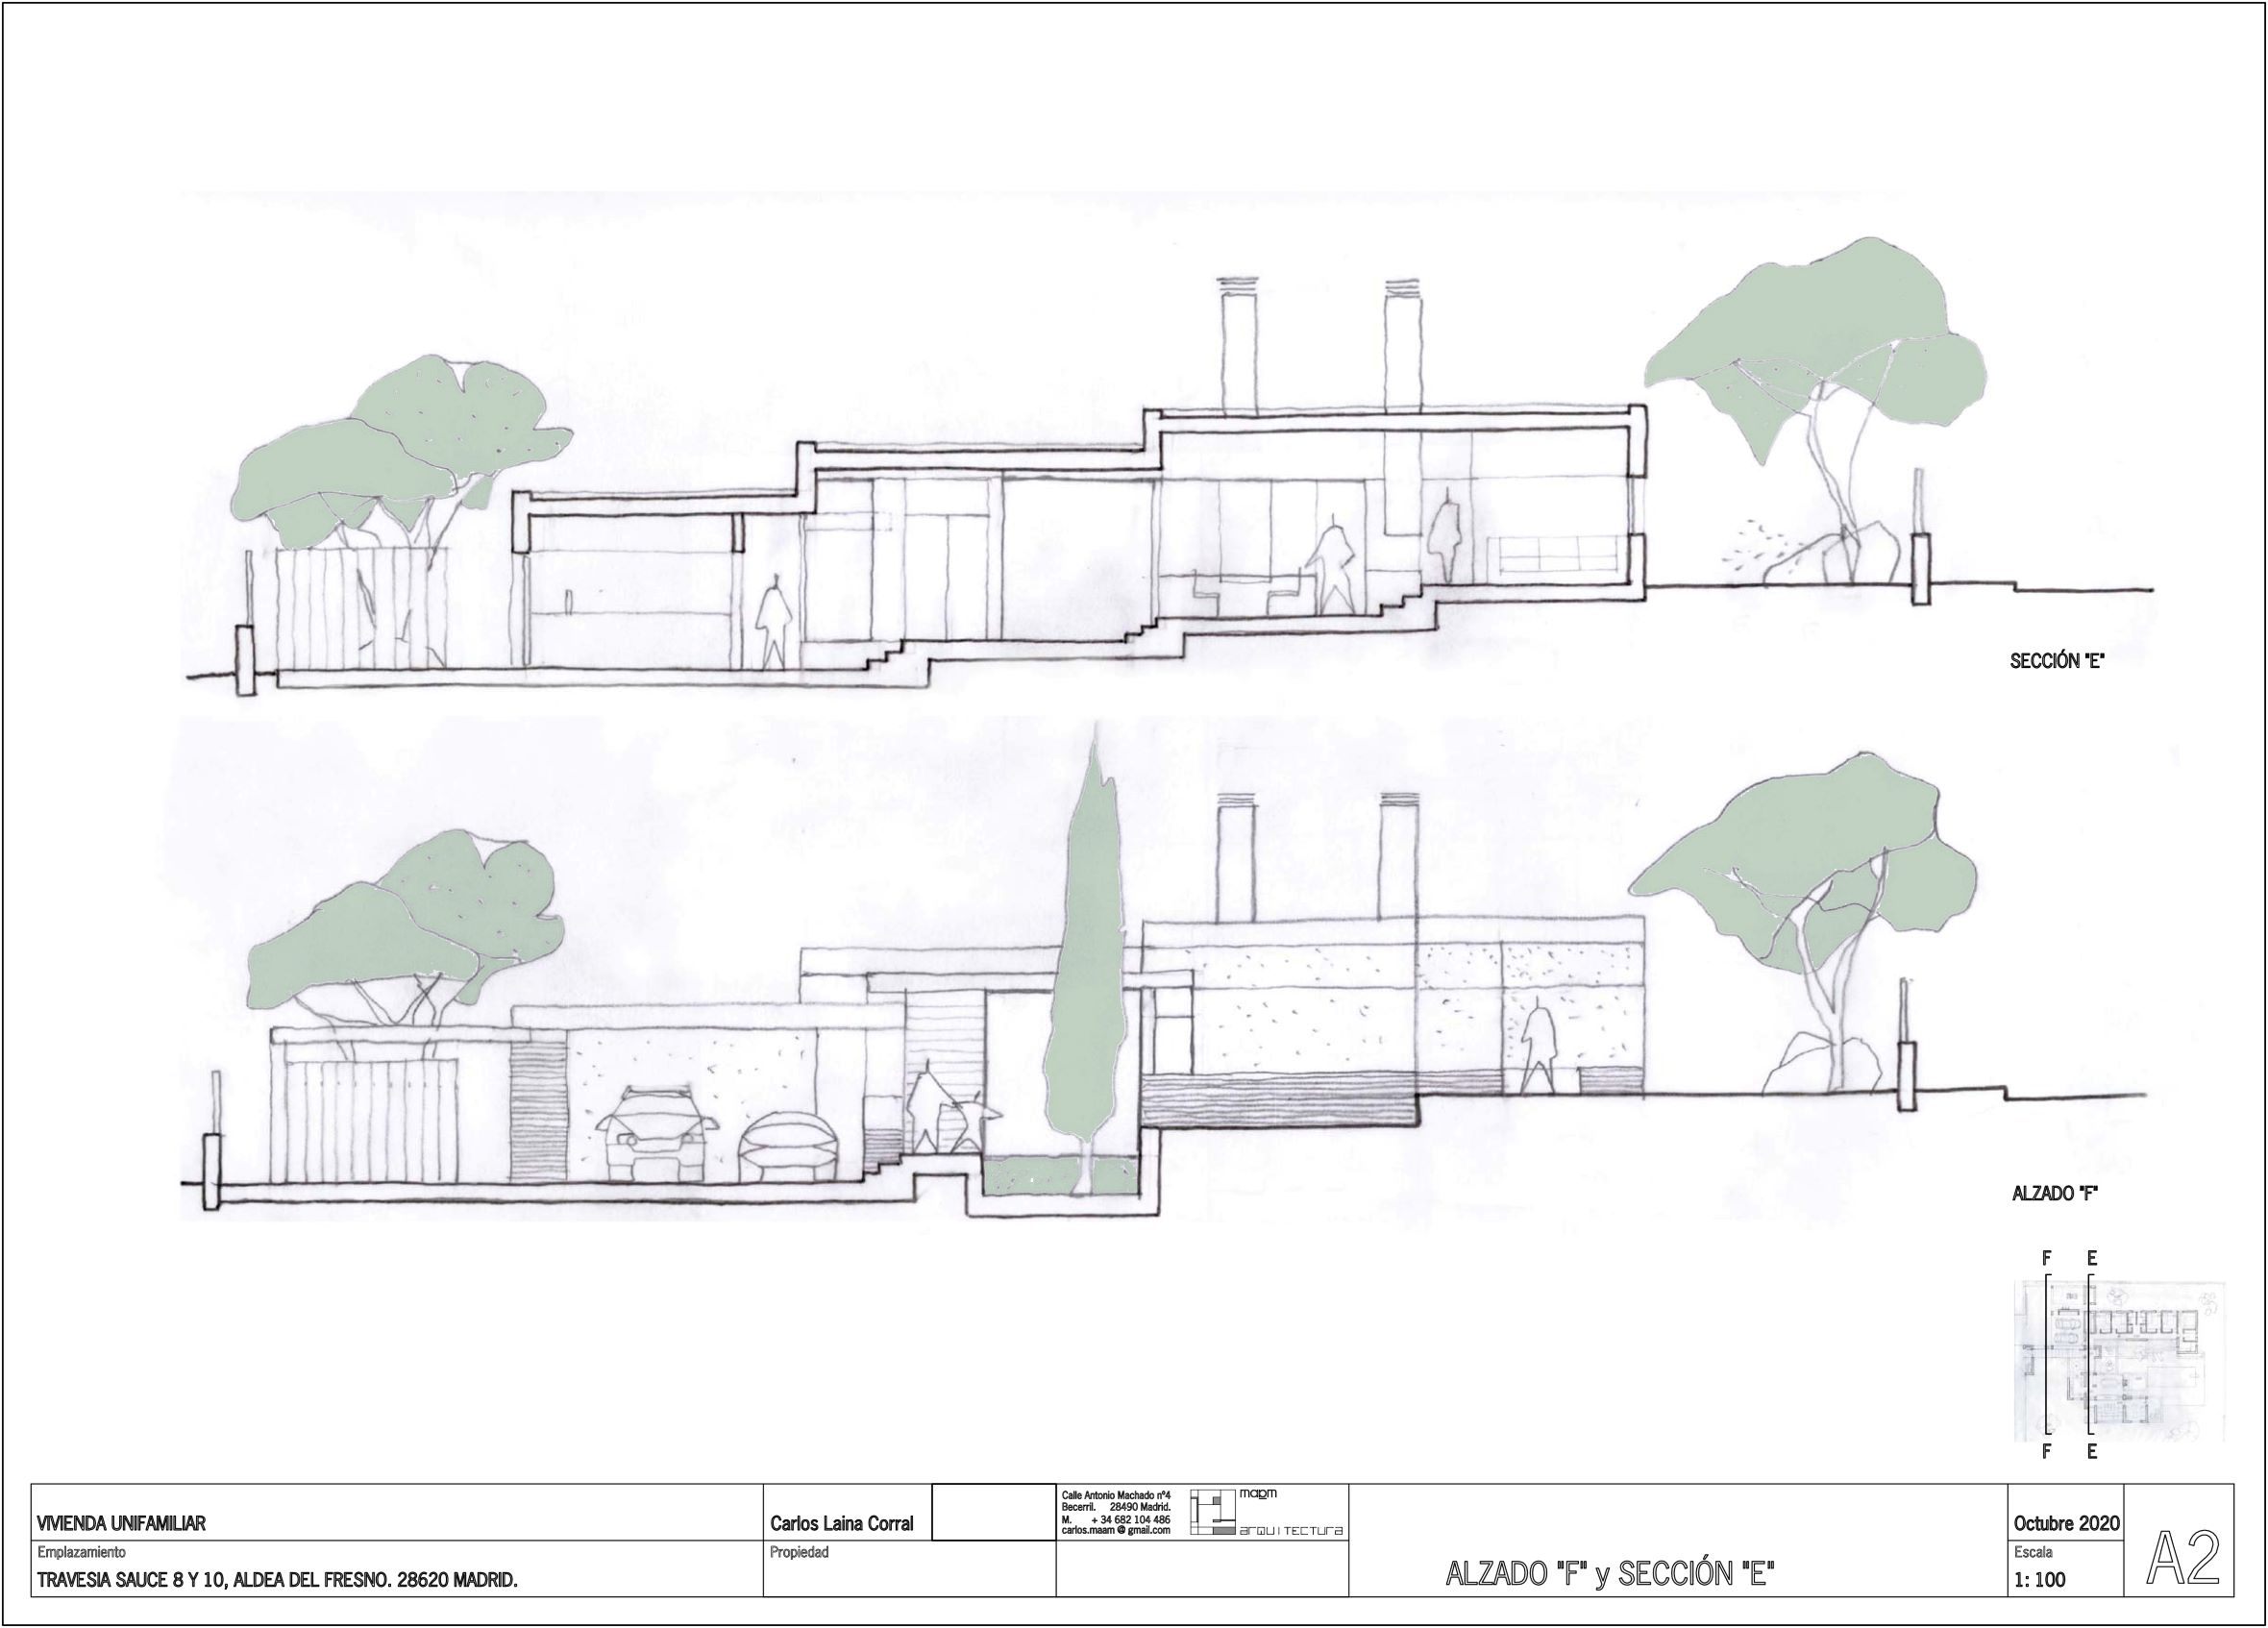 SECCIÓN "E"
ALZADO "F"
F E
F E
VIVIENDA UNIFAMILIAR
Emplazamiento
TRAVESIA SAUCE 8 Y 10, ALDEA DEL FRESNO. 28620 MADRID.
Carlos Laina Corral
Propiedad
Calle Antonio Machado nº4
Becerril. 28490 Madrid.
M. + 34 682 104 486
carlos.maam @ gmail.com
maam
arquitectura
ALZADO "F" y SECCIÓN "E"
Octubre 2020
Escala
1: 100
A2